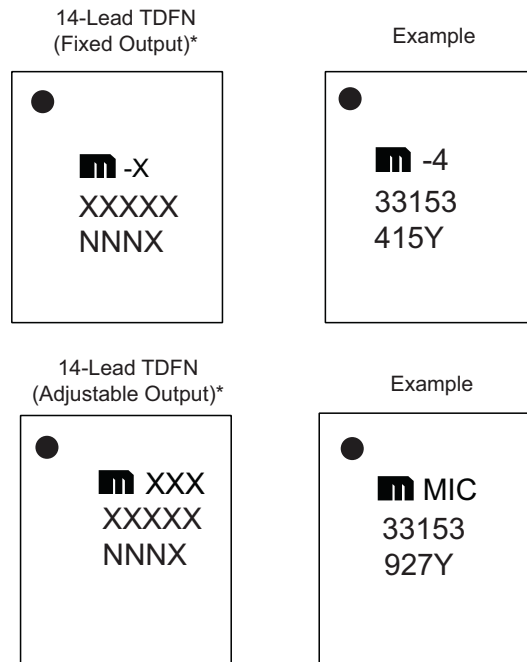 14-Lead TDFN
(Fixed Output)*
Example
-X
XXXXX
NNNX
-4
33153
415Y
14-Lead TDFN
(Adjustable Output)*
Example
XXX
XXXXX
NNNX
MIC
33153
927Y